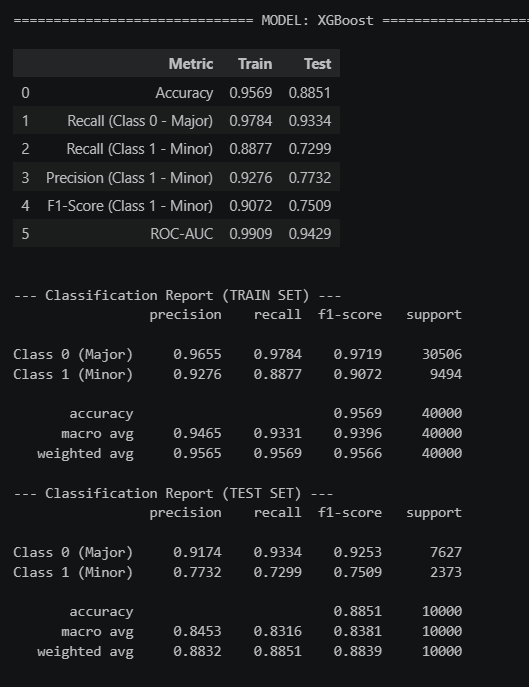 ============================== MODEL: XGBoost ==============================
Metric Train Test
0 Accuracy 0.9569 0.8851
1 Recall (Class 0 - Major) 0.9784 0.9334
2 Recall (Class 1 - Minor) 0.8877 0.7299
3 Precision (Class 1 - Minor) 0.9276 0.7732
4 F1-Score (Class 1 - Minor) 0.9072 0.7509
5 ROC-AUC 0.9909 0.9429
--- Classification Report (TRAIN SET) ---
precision recall f1-score support
Class 0 (Major) 0.9655 0.9784 0.9719 30506
Class 1 (Minor) 0.9276 0.8877 0.9072 9494
accuracy 0.9569 40000
macro avg 0.9465 0.9331 0.9396 40000
weighted avg 0.9565 0.9569 0.9566 40000
--- Classification Report (TEST SET) ---
precision recall f1-score support
Class 0 (Major) 0.9174 0.9334 0.9253 7627
Class 1 (Minor) 0.7732 0.7299 0.7509 2373
accuracy 0.8851 10000
macro avg 0.8453 0.8316 0.8381 10000
weighted avg 0.8832 0.8851 0.8839 10000